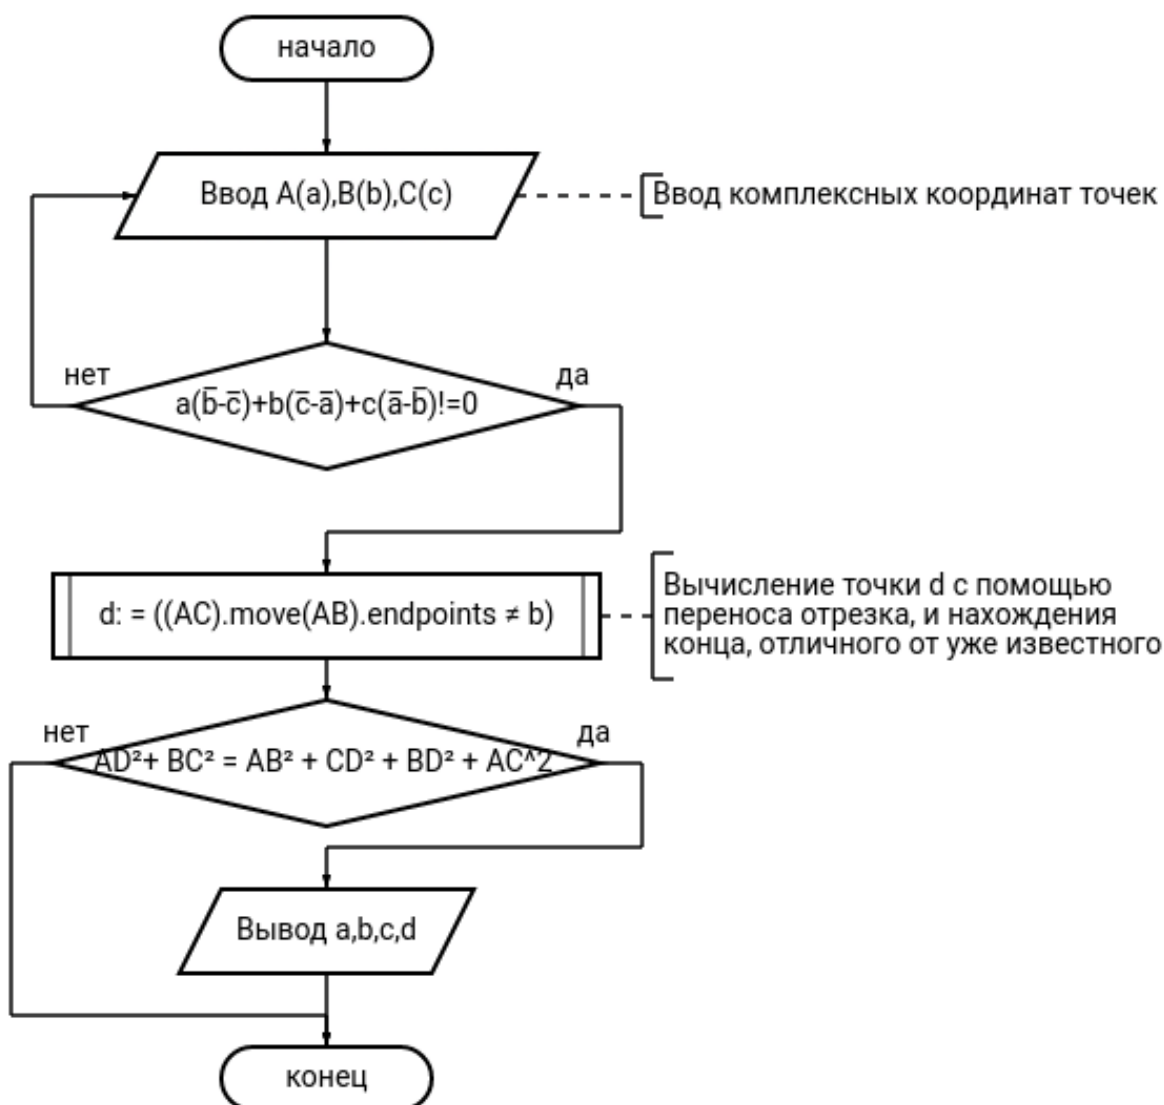 начало
Ввод A(a),B(b),C(c)
Ввод комплексных координат точек
нет
да
a(b̅-c̅)+b(c̅-a̅)+c(a̅-b̅)!=0
d: = ((AC).move(AB).endpoints ≠ b)
Вычисление точки d с помощью
переноса отрезка, и нахождения
конца, отличного от уже известного
нет
да
AD²+ BC² = AB² + CD² + BD² + AC^2
Вывод a,b,c,d
конец